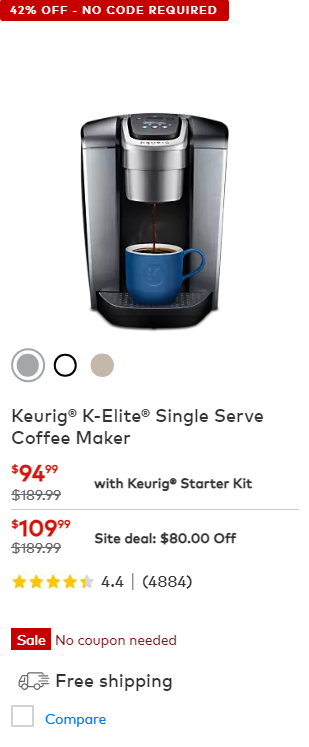 42% OFF - NO CODE REQUIRED
KEURIG
Keurig® K-Elite® Single Serve
Coffee Maker
$94.99
$189.99
with Keurig® Starter Kit
$109.99
$189.99
Site deal: $80.00 Off
4.4 | (4884)
Sale No coupon needed
Free shipping
Compare